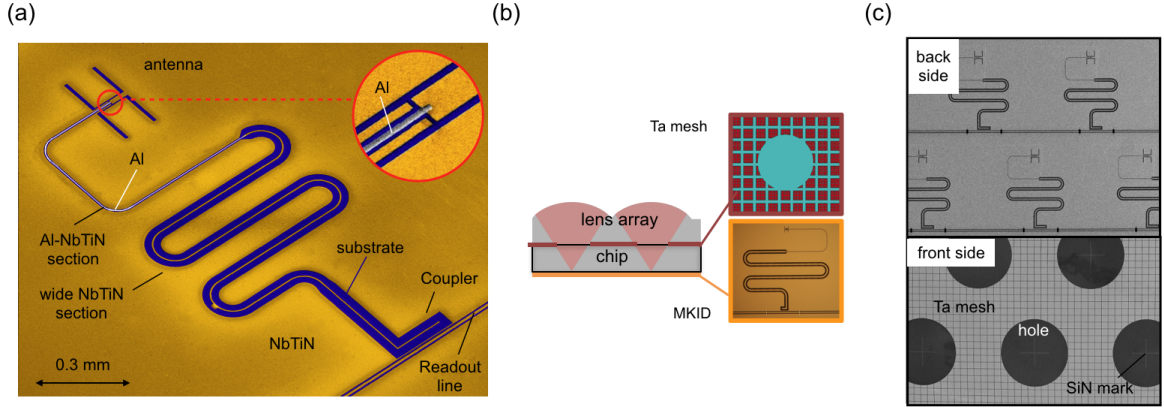 (a)
antenna
Al
Al
Al-NbTiN
section
wide NbTiN
section
substrate
Coupler
NbTiN
0.3 mm
Readout
line
(b)
Ta mesh
lens array
chip
MKID
(c)
back
side
front side
Ta mesh
hole
SiN mark